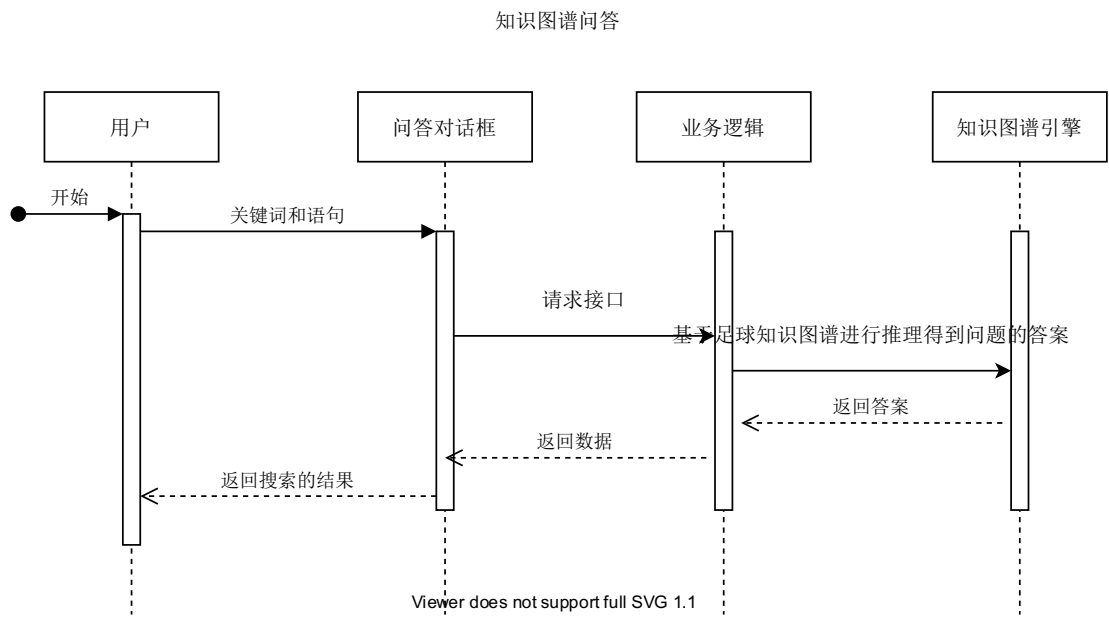 知识图谱问答
用户
问答对话框
业务逻辑
知识图谱引擎
开始
关键词和语句
请求接口
基于足球知识图谱进行推理得到问题的答案
返回答案
返回数据
返回搜索的结果
Viewer does not support full SVG 1.1